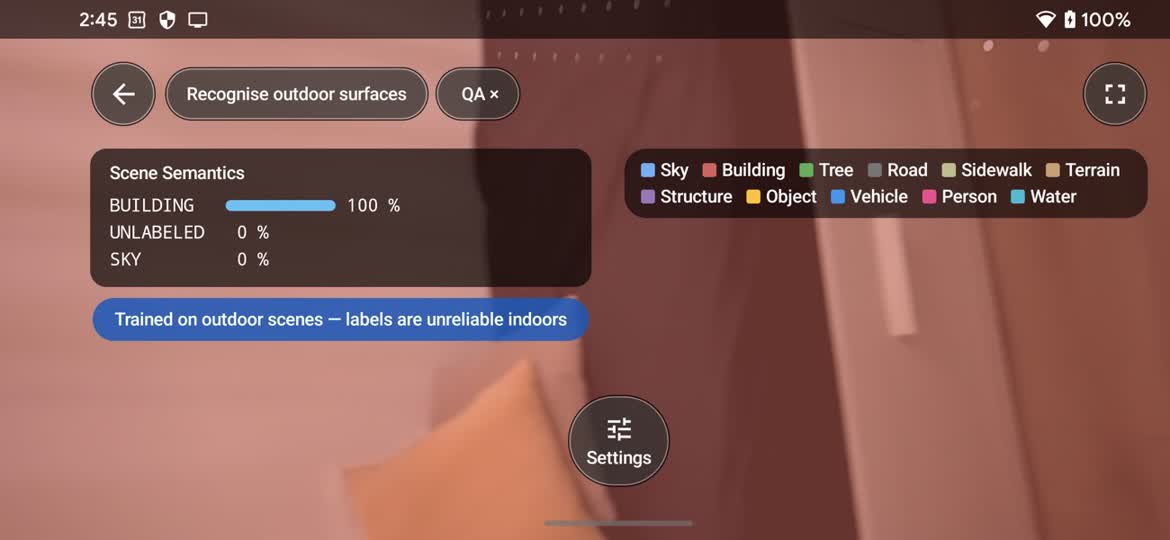 2:45 31 100%
Recognise outdoor surfaces QA ×
Scene Semantics
BUILDING 100 %
UNLABELED 0 %
SKY 0 %
Sky Building Tree Road Sidewalk Terrain
Structure Object Vehicle Person Water
Trained on outdoor scenes — labels are unreliable indoors
Settings